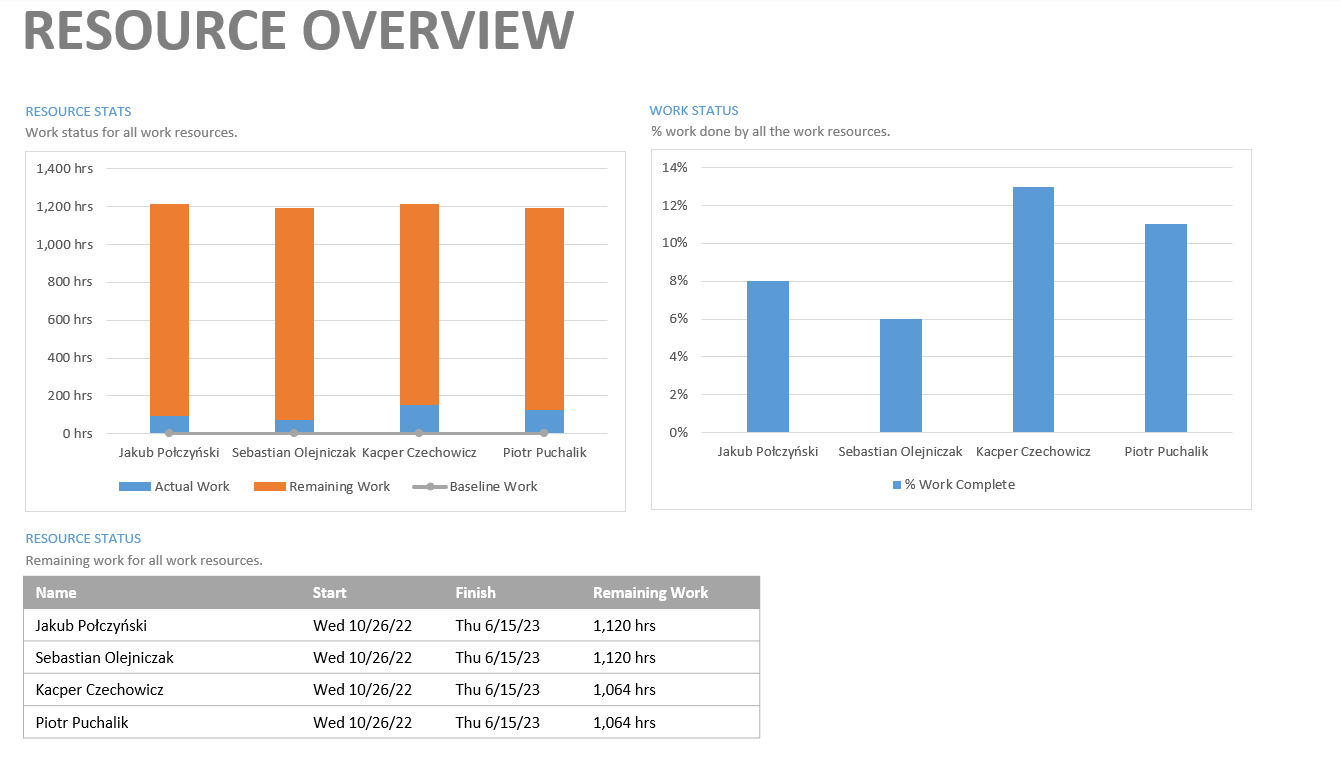 RESOURCE OVERVIEW
RESOURCE STATS
Work status for all work resources.
1,400 hrs
1,200 hrs
1,000 hrs
800 hrs
600 hrs
400 hrs
200 hrs
0 hrs
Jakub Połczyński Sebastian Olejniczak Kacper Czechowicz Piotr Puchalik
Actual Work Remaining Work Baseline Work
WORK STATUS
% work done by all the work resources.
14%
12%
10%
8%
6%
4%
2%
0%
Jakub Połczyński Sebastian Olejniczak Kacper Czechowicz Piotr Puchalik
% Work Complete
RESOURCE STATUS
Remaining work for all work resources.
Name Start Finish Remaining Work
Jakub Połczyński Wed 10/26/22 Thu 6/15/23 1,120 hrs
Sebastian Olejniczak Wed 10/26/22 Thu 6/15/23 1,120 hrs
Kacper Czechowicz Wed 10/26/22 Thu 6/15/23 1,064 hrs
Piotr Puchalik Wed 10/26/22 Thu 6/15/23 1,064 hrs